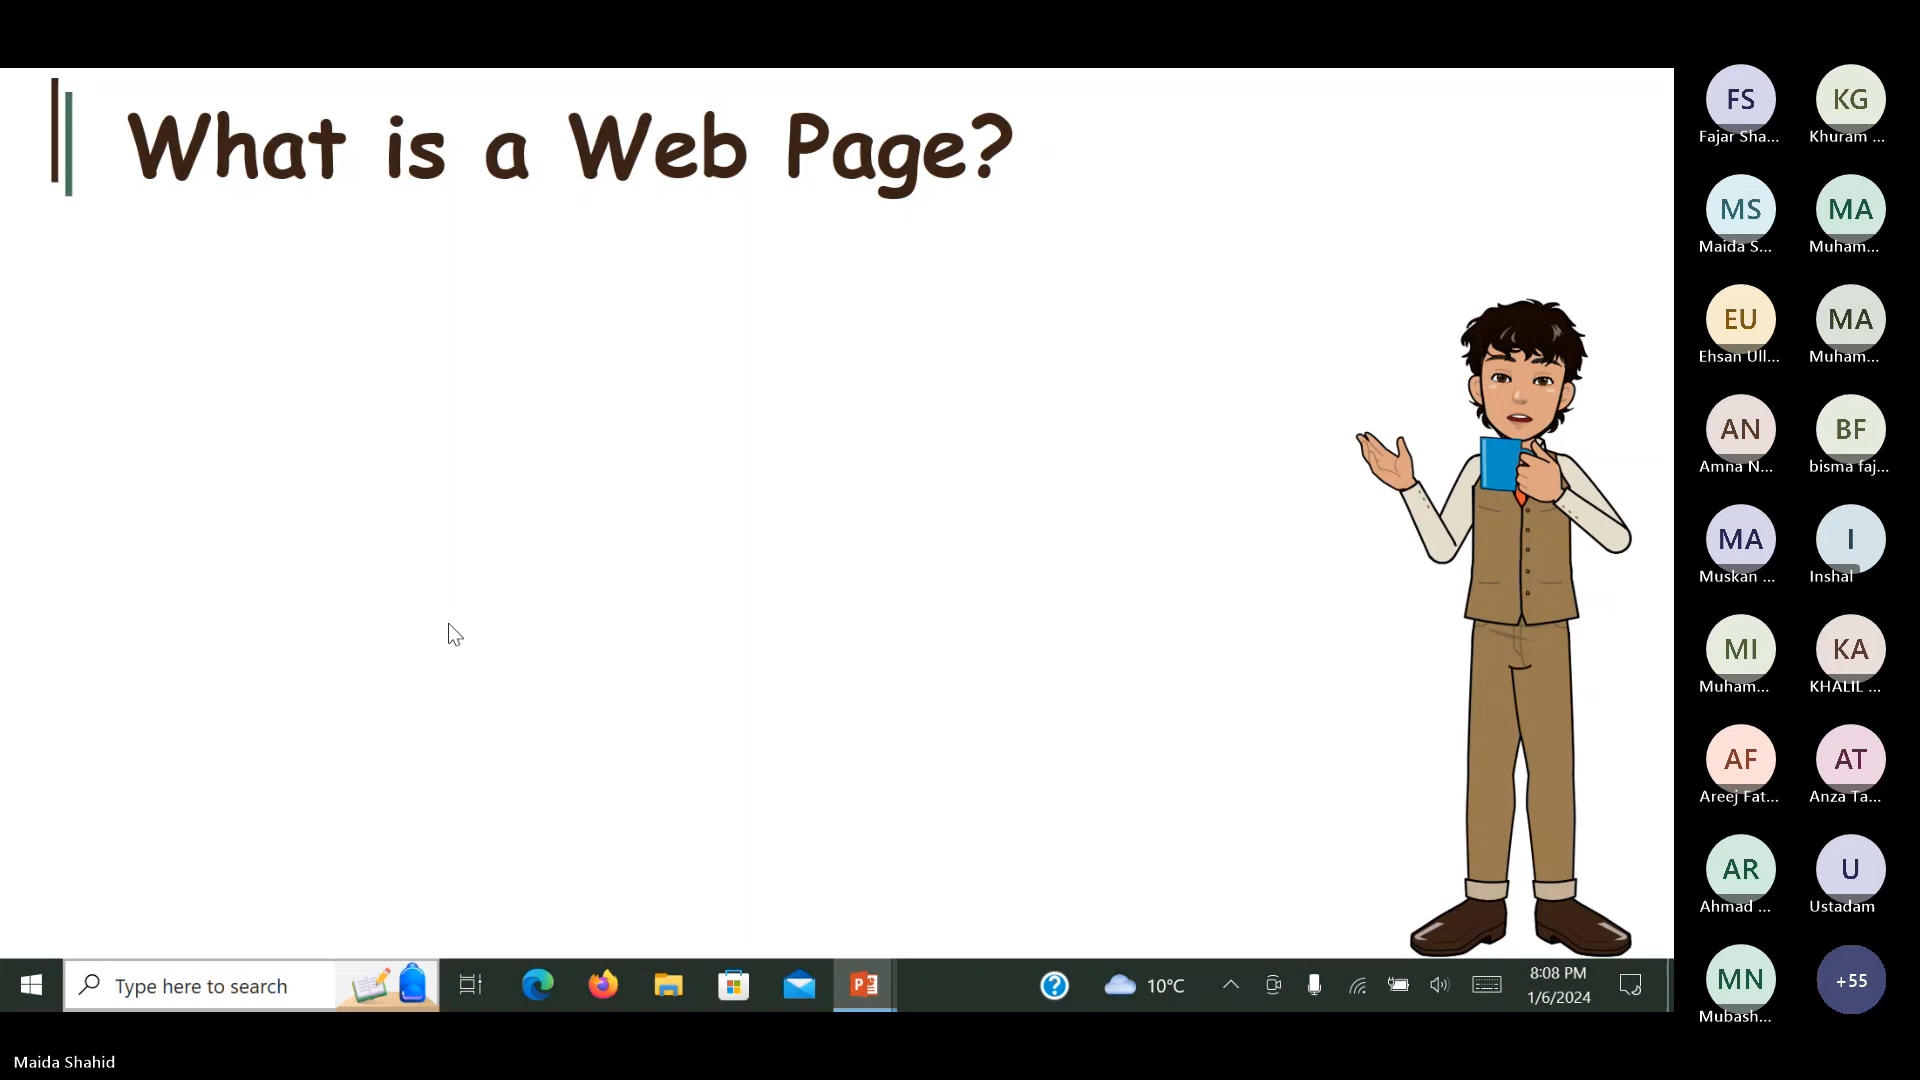 What is a Web Page?
FS
Fajar Sha...
KG
Khuram ...
MS
Maida S...
MA
Muham...
EU
Ehsan Ull...
MA
Muham...
AN
Amna N...
BF
bisma faj...
MA
Muskan ...
I
Inshal
MI
Muham...
KA
KHALIL ...
AF
Areej Fat...
AT
Anza Ta...
AR
Ahmad ...
U
Ustadam
MN
Mubash...
+55
Type here to search
10°C
8:08 PM
1/6/2024
Maida Shahid